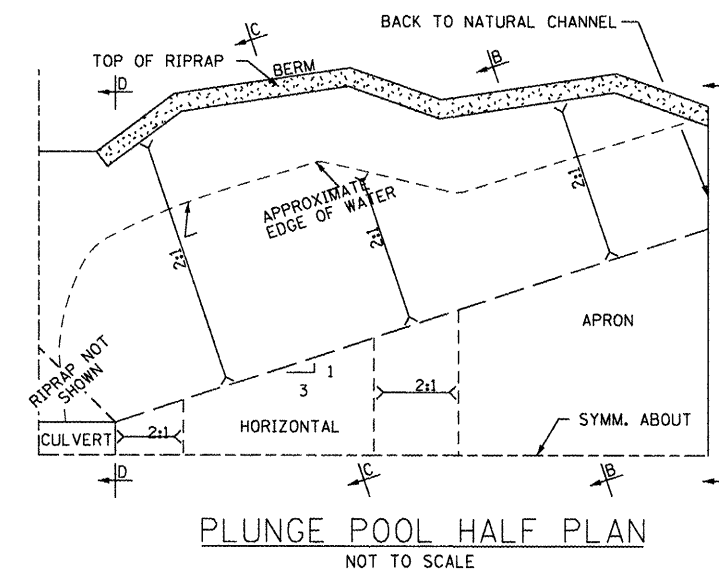 BACK TO NATURAL CHANNEL
C
TOP OF RIPRAP
BERM
B
D
APPROXIMATE
EDGE OF WATER
2:1
2:1
2:1
APRON
RIPRAP NOT
SHOWN
1
3
2:1
SYMM. ABOUT
HORIZONTAL
2:1
CULVERT
D
C
B
PLUNGE POOL HALF PLAN
NOT TO SCALE